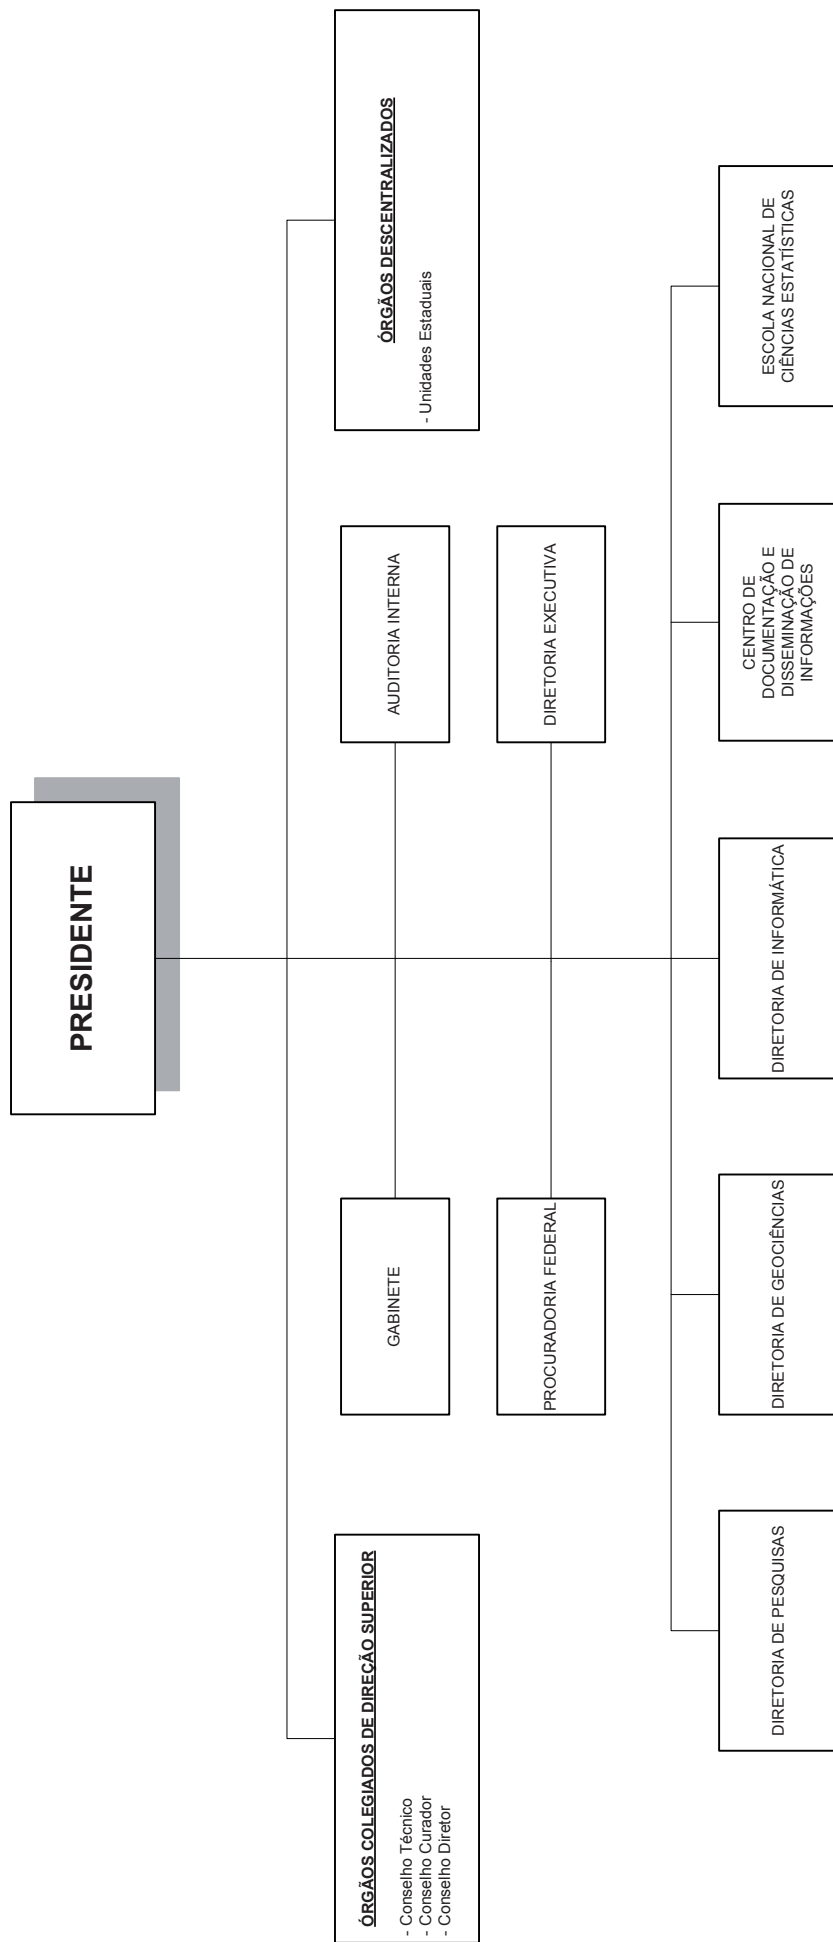 PRESIDENTE
ÓRGÃOS COLEGIADOS DE DIREÇÃO SUPERIOR
- Conselho Técnico
- Conselho Curador
- Conselho Diretor
GABINETE
AUDITORIA INTERNA
ÓRGÃOS DESCENTRALIZADOS
- Unidades Estaduais
PROCURADORIA FEDERAL
DIRETORIA EXECUTIVA
DIRETORIA DE PESQUISAS
DIRETORIA DE GEOCIÊNCIAS
DIRETORIA DE INFORMÁTICA
CENTRO DE
DOCUMENTAÇÃO E
DISSEMINAÇÃO DE
INFORMAÇÕES
ESCOLA NACIONAL DE
CIÊNCIAS ESTATÍSTICAS